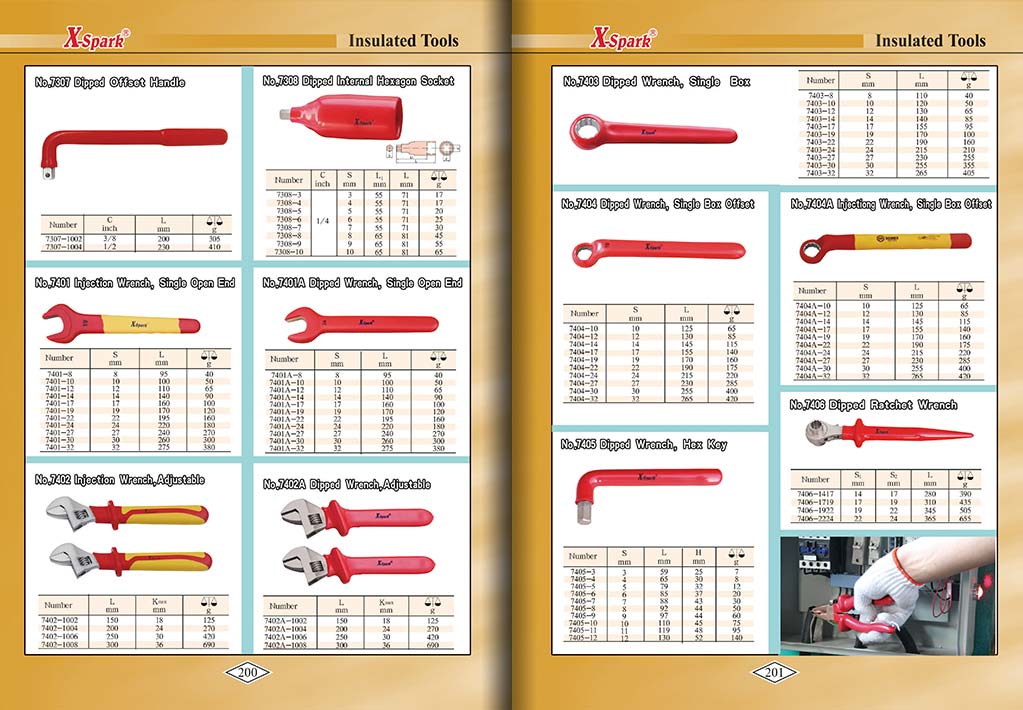 X-Spark®
Insulated Tools
No,7307 Dipped Offset Handle
Number C inch L mm g
7307-1002 3/8 200 305
7307-1004 1/2 230 410
No,7308 Dipped Internal Hexagon Socket
X-Spark
Number C inch S mm L₁ mm L mm g
7308-3 1/4 3 55 71 17
7308-4 4 55 71 17
7308-5 5 55 71 20
7308-6 6 55 71 25
7308-7 7 55 71 30
7308-8 8 65 81 45
7308-9 9 65 81 55
7308-10 10 65 81 65
No,7401 Injection Wrench, Single Open End
X-Spark
Number S mm L mm g
7401-8 8 95 40
7401-10 10 100 50
7401-12 12 110 65
7401-14 14 140 90
7401-17 17 160 100
7401-19 19 170 120
7401-22 22 195 160
7401-24 24 220 180
7401-27 27 240 270
7401-30 30 260 300
7401-32 32 275 380
No,7401A Dipped Wrench, Single Open End
X-Spark
Number S mm L mm g
7401A-8 8 95 40
7401A-10 10 100 50
7401A-12 12 110 65
7401A-14 14 140 90
7401A-17 17 160 100
7401A-19 19 170 120
7401A-22 22 195 160
7401A-24 24 220 180
7401A-27 27 240 270
7401A-30 30 260 300
7401A-32 32 275 380
No,7402 Injection Wrench,Adjustable
Number L mm Kmax mm g
7402-1002 150 18 125
7402-1004 200 24 270
7402-1006 250 30 420
7402-1008 300 36 690
No,7402A Dipped Wrench,Adjustable
X-Spark
X-Spark
Number L mm Kmax mm g
7402A-1002 150 18 125
7402A-1004 200 24 270
7402A-1006 250 30 420
7402A-1008 300 36 690
200
X-Spark®
Insulated Tools
No,7403 Dipped Wrench, Single Box
X-Spark
Number S mm L mm g
7403-8 8 110 40
7403-10 10 120 50
7403-12 12 130 65
7403-14 14 140 85
7403-17 17 155 95
7403-19 19 170 100
7403-22 22 190 160
7403-24 24 215 210
7403-27 27 230 255
7403-30 30 255 355
7403-32 32 265 405
No,7404 Dipped Wrench, Single Box Offset
X-Spark
Number S mm L mm g
7404-10 10 125 65
7404-12 12 130 85
7404-14 14 145 115
7404-17 17 155 140
7404-19 19 170 160
7404-22 22 190 175
7404-24 24 215 220
7404-27 27 230 285
7404-30 30 255 400
7404-32 32 265 420
No,7404A Injectiong Wrench, Single Box Offset
Number S mm L mm g
7404A-10 10 125 65
7404A-12 12 130 85
7404A-14 14 145 115
7404A-17 17 155 140
7404A-19 19 170 160
7404A-22 22 190 175
7404A-24 24 215 220
7404A-27 27 230 285
7404A-30 30 255 400
7404A-32 32 265 420
No,7405 Dipped Wrench, Hex Key
X-Spark
Number S mm L mm H mm g
7405-3 3 59 25 7
7405-4 4 65 30 8
7405-5 5 79 32 12
7405-6 6 85 37 20
7405-7 7 88 43 30
7405-8 8 92 44 50
7405-9 9 97 44 60
7405-10 10 110 45 75
7405-11 11 119 48 95
7405-12 12 130 52 140
No,7406 Dipped Ratchet Wrench
Number S₁ mm S₂ mm L mm g
7406-1417 14 17 280 390
7406-1719 17 19 310 435
7406-1922 19 22 345 505
7406-2224 22 24 365 655
201